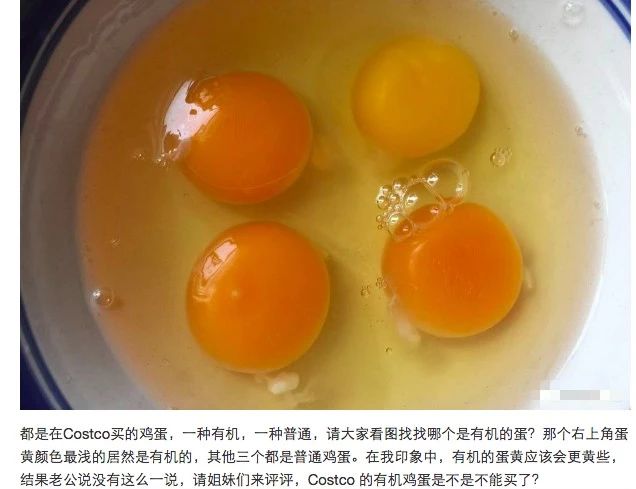 都是在Costco买的鸡蛋，一种有机，一种普通，请大家看图找找哪个是有机的蛋？那个右上角蛋
黄颜色最浅的居然是有机的，其他三个都是普通鸡蛋。在我印象中，有机的蛋黄应该会更黄些，
结果老公说没有这么一说，请姐妹们来评评，Costco 的有机鸡蛋是不是不能买了？